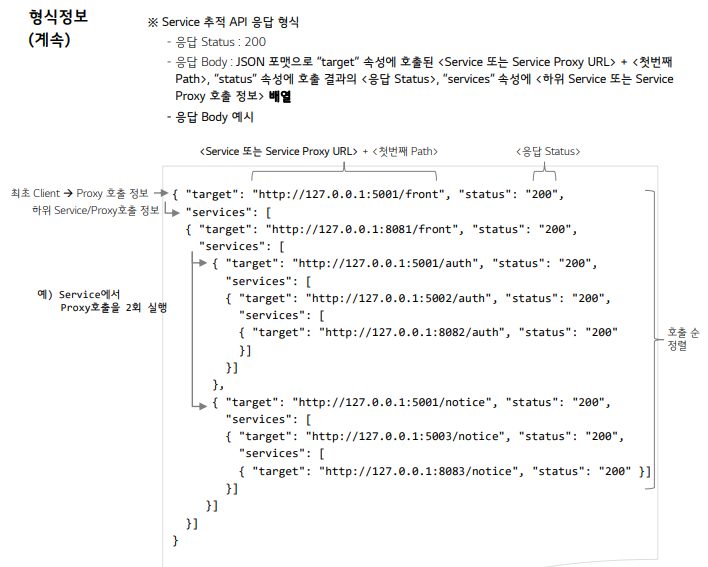 형식정보
(계속)
※ Service 추적 API 응답 형식
- 응답 Status : 200
- 응답 Body : JSON 포맷으로 “target” 속성에 호출된 <Service 또는 Service Proxy URL> + <첫번째
Path>, “status” 속성에 호출 결과의 <응답 Status>, “services” 속성에 <하위 Service 또는 Service
Proxy 호출 정보> 배열
- 응답 Body 예시
<Service 또는 Service Proxy URL> + <첫번째 Path>
<응답 Status>
최초 Client → Proxy 호출 정보
하위 Service/Proxy호출 정보
{ "target": "http://127.0.0.1:5001/front", "status": "200",
"services": [
{ "target": "http://127.0.0.1:8081/front", "status": "200",
"services": [
{ "target": "http://127.0.0.1:5001/auth", "status": "200",
"services": [
{ "target": "http://127.0.0.1:5002/auth", "status": "200",
"services": [
{ "target": "http://127.0.0.1:8082/auth", "status": "200"
}]
}]
},
{ "target": "http://127.0.0.1:5001/notice", "status": "200",
"services": [
{ "target": "http://127.0.0.1:5003/notice", "status": "200",
"services": [
{ "target": "http://127.0.0.1:8083/notice", "status": "200" }]
}]
}]
}]
}
예) Service에서
Proxy호출을 2회 실행
호출 순
정렬